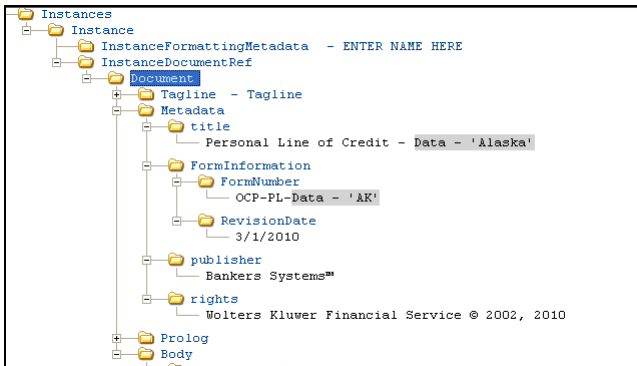 Instances
Instance
InstanceFormattingMetadata - ENTER NAME HERE
InstanceDocumentRef
Document
Tagline - Tagline
Metadata
title
Personal Line of Credit - Data - 'Alaska'
FormInformation
FormNumber
OCP-PL-Data - 'AK'
RevisionDate
3/1/2010
publisher
Bankers Systems™
rights
Wolters Kluwer Financial Service © 2002, 2010
Prolog
Body